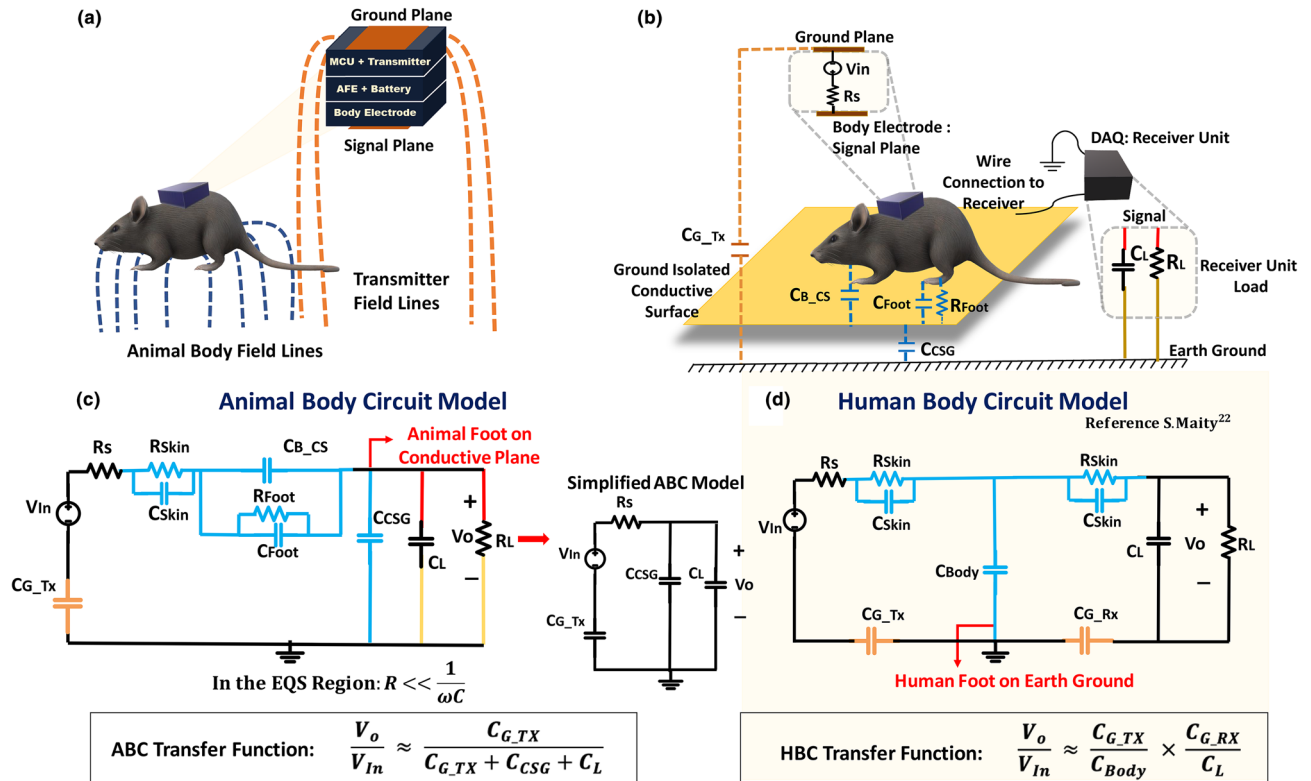 (a)
Ground Plane
MCU + Transmitter
AFE + Battery
Body Electrode
Signal Plane
Transmitter
Field Lines
Animal Body Field Lines
(b)
Ground Plane
Vin
Rs
Body Electrode :
Signal Plane
DAQ: Receiver Unit
Wire
Connection to
Receiver
Signal
CL
RL
Receiver Unit
Load
CG_Tx
Ground Isolated
Conductive
Surface
CB_CS
CFoot
RFoot
CCSG
Earth Ground
(c)
Animal Body Circuit Model
Rs
RSkin
CSkin
CB_CS
RFoot
CFoot
Animal Foot on
Conductive Plane
VIn
CG_Tx
CCSG
CL
+
Vo
−
RL
In the EQS Region: R << 1/ωC
Simplified ABC Model
Rs
VIn
CCSG
CL
+
Vo
−
CG_Tx
ABC Transfer Function: Vo/VIn ≈ CG_TX/(CG_TX + CCSG + CL)
(d)
Human Body Circuit Model
Reference S.Maity22
Rs
RSkin
CSkin
RSkin
CSkin
VIn
CBody
CL
+
Vo
−
RL
CG_Tx
CG_Rx
Human Foot on Earth Ground
HBC Transfer Function: Vo/VIn ≈ CG_TX/CBody × CG_RX/CL